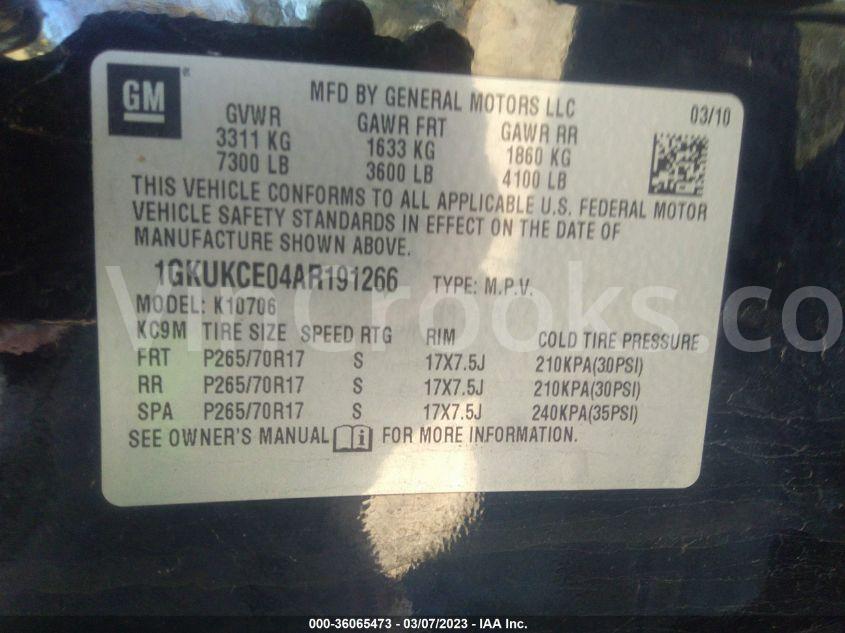 GM ®
MFD BY GENERAL MOTORS LLC 03/10
GVWR GAWR FRT GAWR RR
3311 KG 1633 KG 1860 KG
7300 LB 3600 LB 4100 LB
THIS VEHICLE CONFORMS TO ALL APPLICABLE U.S. FEDERAL MOTOR
VEHICLE SAFETY STANDARDS IN EFFECT ON THE DATE OF
MANUFACTURE SHOWN ABOVE.
1GKUKCE04AR191266 TYPE: M.P.V.
MODEL: K10706
KC9M TIRE SIZE SPEED RTG RIM COLD TIRE PRESSURE
FRT P265/70R17 S 17X7.5J 210KPA(30PSI)
RR P265/70R17 S 17X7.5J 210KPA(30PSI)
SPA P265/70R17 S 17X7.5J 240KPA(35PSI)
SEE OWNER'S MANUAL i FOR MORE INFORMATION.
000-36065473 - 03/07/2023 - IAA Inc.